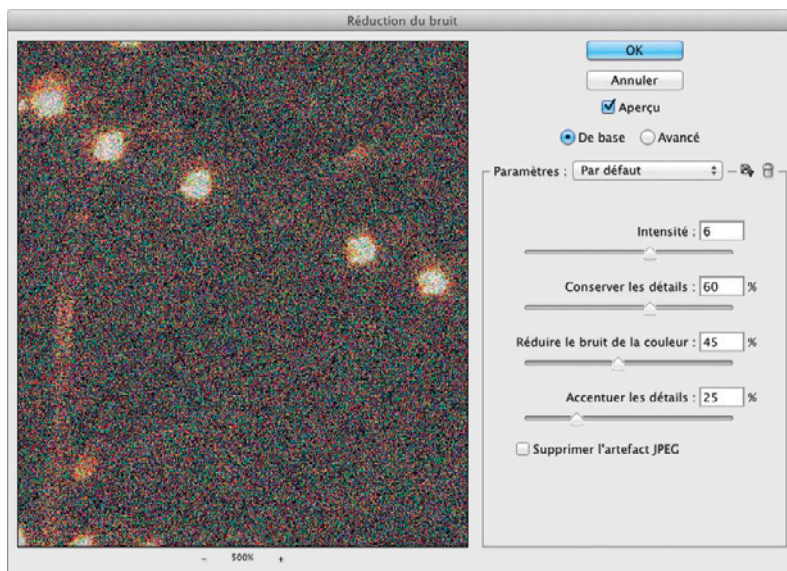 Réduction du bruit
OK
Annuler
Aperçu
De base Avancé
Paramètres : Par défaut
Intensité : 6
Conserver les détails : 60 %
Réduire le bruit de la couleur : 45 %
Accentuer les détails : 25 %
Supprimer l'artefact JPEG
− 500% +